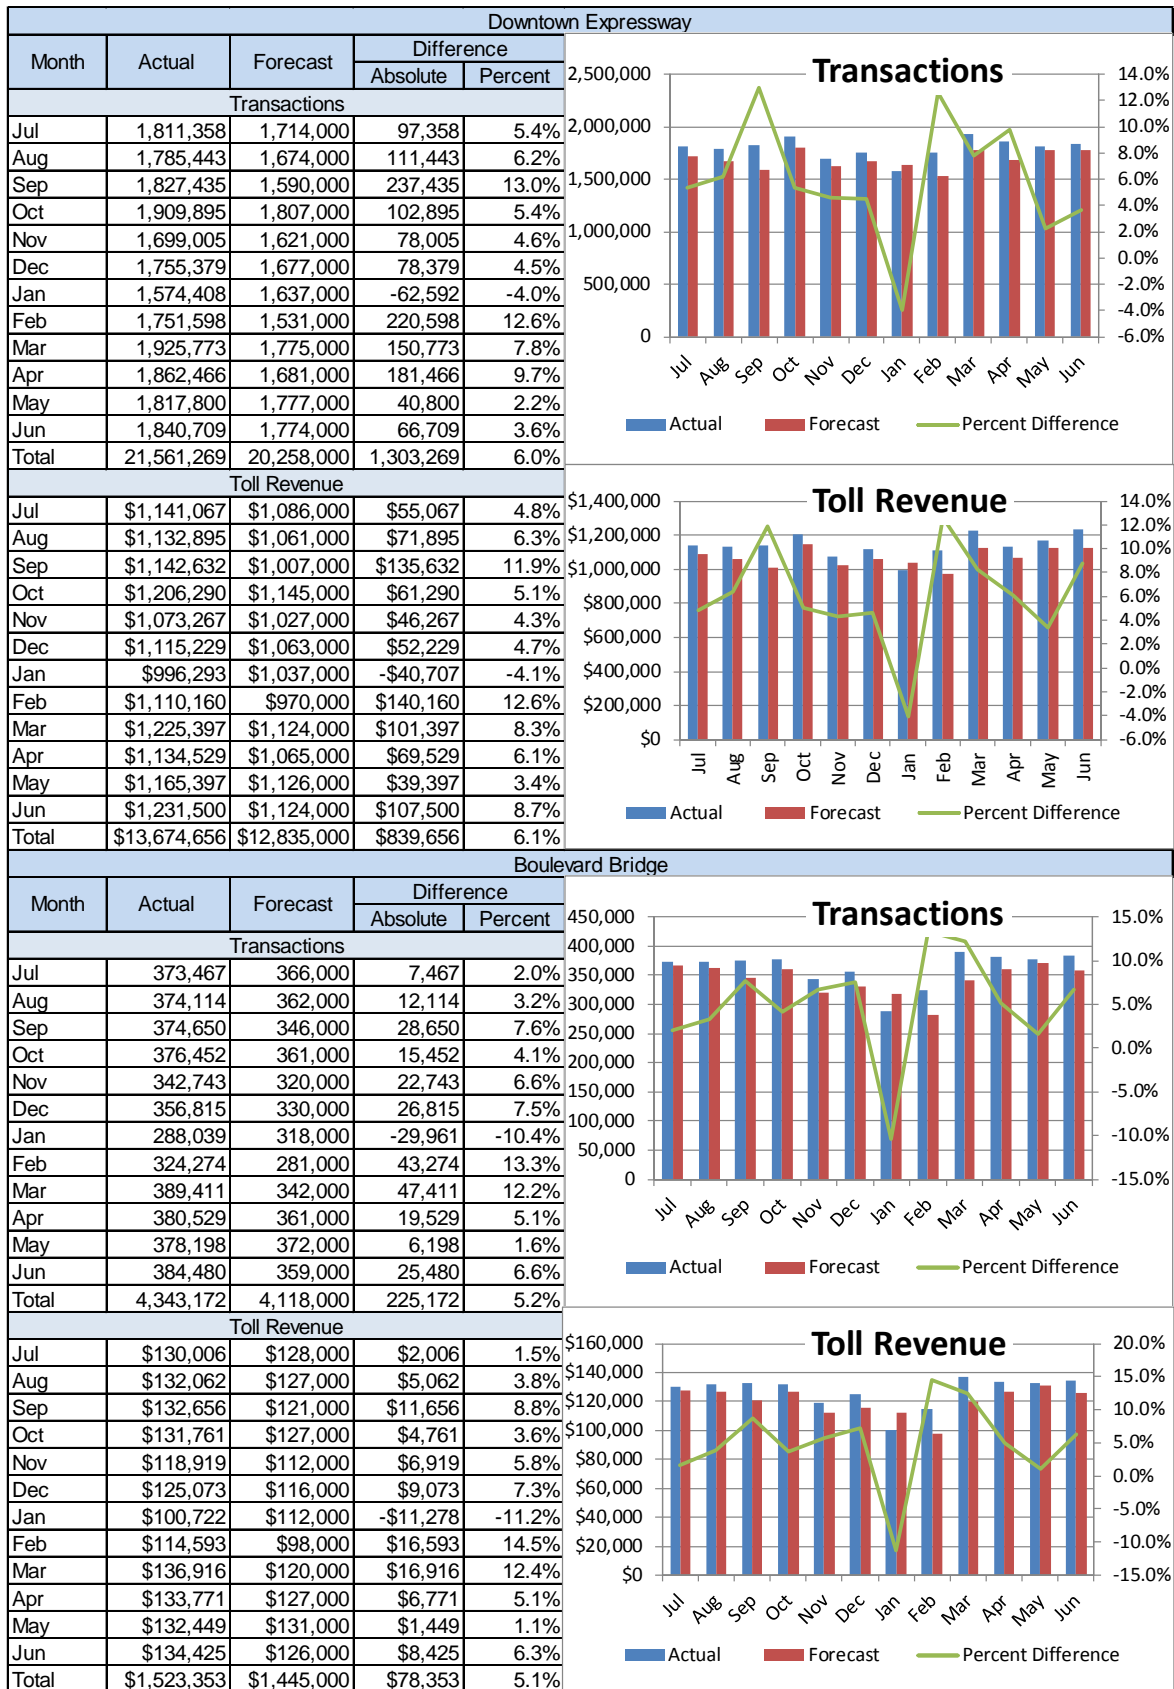 Downtown Expressway
Month Actual Forecast Difference
Absolute Percent
Transactions
Jul 1,811,358 1,714,000 97,358 5.4%
Aug 1,785,443 1,674,000 111,443 6.2%
Sep 1,827,435 1,590,000 237,435 13.0%
Oct 1,909,895 1,807,000 102,895 5.4%
Nov 1,699,005 1,621,000 78,005 4.6%
Dec 1,755,379 1,677,000 78,379 4.5%
Jan 1,574,408 1,637,000 -62,592 -4.0%
Feb 1,751,598 1,531,000 220,598 12.6%
Mar 1,925,773 1,775,000 150,773 7.8%
Apr 1,862,466 1,681,000 181,466 9.7%
May 1,817,800 1,777,000 40,800 2.2%
Jun 1,840,709 1,774,000 66,709 3.6%
Total 21,561,269 20,258,000 1,303,269 6.0%
Transactions
2,500,000 14.0%
12.0%
2,000,000 10.0%
8.0%
1,500,000 6.0%
4.0%
1,000,000 2.0%
0.0%
500,000 -2.0%
-4.0%
0 -6.0%
Jul Aug Sep Oct Nov Dec Jan Feb Mar Apr May Jun
Actual Forecast Percent Difference
Toll Revenue
Jul $1,141,067 $1,086,000 $55,067 4.8%
Aug $1,132,895 $1,061,000 $71,895 6.3%
Sep $1,142,632 $1,007,000 $135,632 11.9%
Oct $1,206,290 $1,145,000 $61,290 5.1%
Nov $1,073,267 $1,027,000 $46,267 4.3%
Dec $1,115,229 $1,063,000 $52,229 4.7%
Jan $996,293 $1,037,000 -$40,707 -4.1%
Feb $1,110,160 $970,000 $140,160 12.6%
Mar $1,225,397 $1,124,000 $101,397 8.3%
Apr $1,134,529 $1,065,000 $69,529 6.1%
May $1,165,397 $1,126,000 $39,397 3.4%
Jun $1,231,500 $1,124,000 $107,500 8.7%
Total $13,674,656 $12,835,000 $839,656 6.1%
Toll Revenue
$1,400,000 14.0%
$1,200,000 12.0%
10.0%
$1,000,000 8.0%
$800,000 6.0%
4.0%
$600,000 2.0%
$400,000 0.0%
-2.0%
$200,000 -4.0%
$0 -6.0%
Jul Aug Sep Oct Nov Dec Jan Feb Mar Apr May Jun
Actual Forecast Percent Difference
Boulevard Bridge
Month Actual Forecast Difference
Absolute Percent
Transactions
Jul 373,467 366,000 7,467 2.0%
Aug 374,114 362,000 12,114 3.2%
Sep 374,650 346,000 28,650 7.6%
Oct 376,452 361,000 15,452 4.1%
Nov 342,743 320,000 22,743 6.6%
Dec 356,815 330,000 26,815 7.5%
Jan 288,039 318,000 -29,961 -10.4%
Feb 324,274 281,000 43,274 13.3%
Mar 389,411 342,000 47,411 12.2%
Apr 380,529 361,000 19,529 5.1%
May 378,198 372,000 6,198 1.6%
Jun 384,480 359,000 25,480 6.6%
Total 4,343,172 4,118,000 225,172 5.2%
Transactions
450,000 15.0%
400,000
350,000 10.0%
300,000 5.0%
250,000
200,000 0.0%
150,000 -5.0%
100,000
50,000 -10.0%
0 -15.0%
Jul Aug Sep Oct Nov Dec Jan Feb Mar Apr May Jun
Actual Forecast Percent Difference
Toll Revenue
Jul $130,006 $128,000 $2,006 1.5%
Aug $132,062 $127,000 $5,062 3.8%
Sep $132,656 $121,000 $11,656 8.8%
Oct $131,761 $127,000 $4,761 3.6%
Nov $118,919 $112,000 $6,919 5.8%
Dec $125,073 $116,000 $9,073 7.3%
Jan $100,722 $112,000 -$11,278 -11.2%
Feb $114,593 $98,000 $16,593 14.5%
Mar $136,916 $120,000 $16,916 12.4%
Apr $133,771 $127,000 $6,771 5.1%
May $132,449 $131,000 $1,449 1.1%
Jun $134,425 $126,000 $8,425 6.3%
Total $1,523,353 $1,445,000 $78,353 5.1%
Toll Revenue
$160,000 20.0%
$140,000 15.0%
$120,000 10.0%
$100,000
$80,000 5.0%
$60,000 0.0%
$40,000 -5.0%
$20,000 -10.0%
$0 -15.0%
Jul Aug Sep Oct Nov Dec Jan Feb Mar Apr May Jun
Actual Forecast Percent Difference